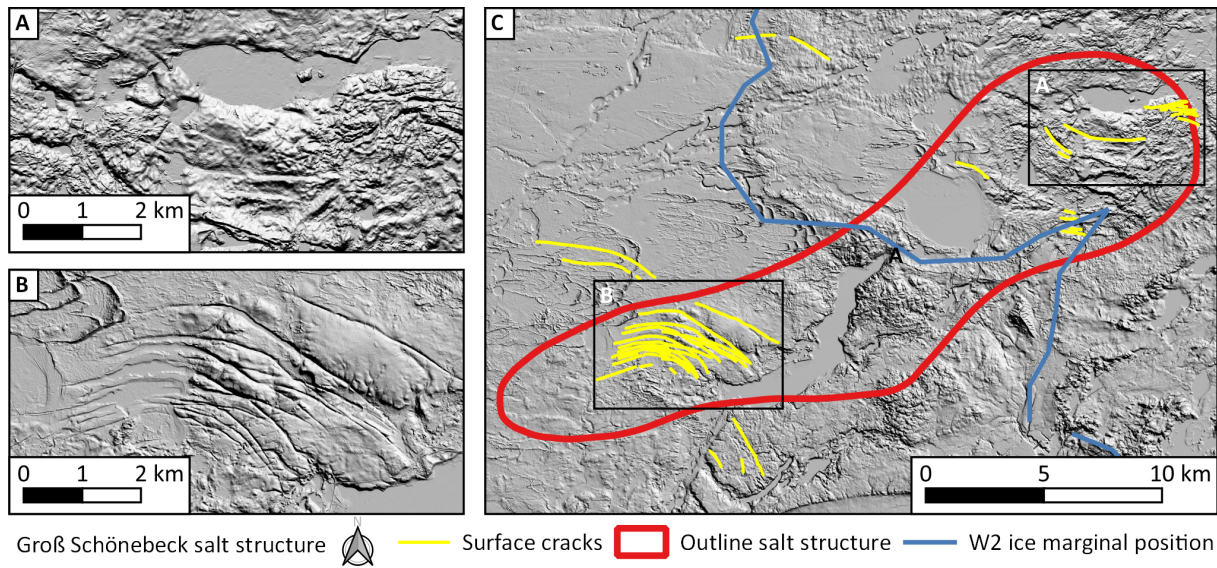 A
0 1 2 km
B
0 1 2 km
C
A
A
B
0 5 10 km
Groß Schönebeck salt structure N Surface cracks Outline salt structure W2 ice marginal position